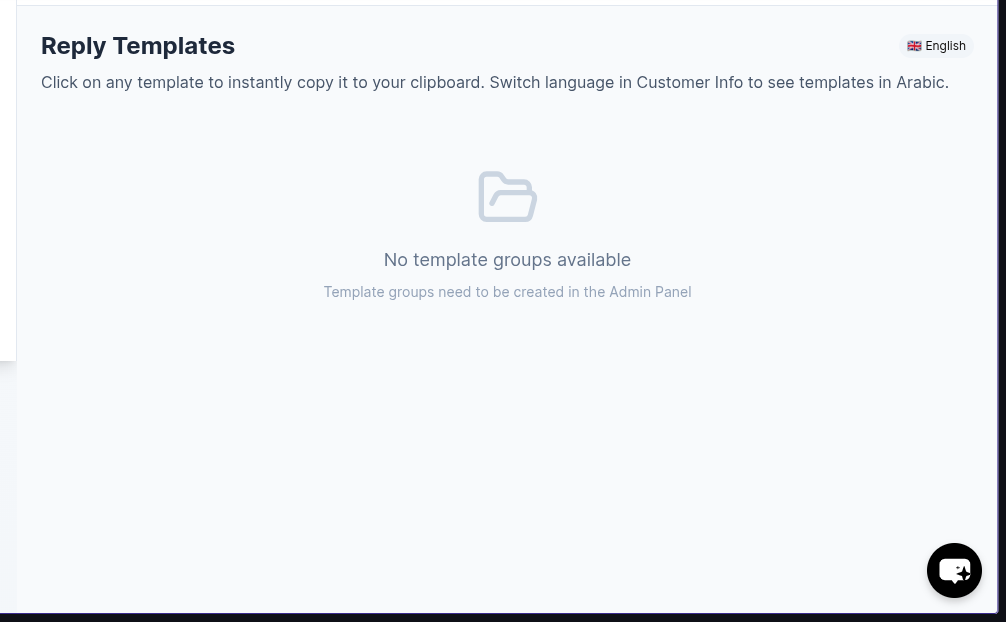 Reply Templates
English
Click on any template to instantly copy it to your clipboard. Switch language in Customer Info to see templates in Arabic.
No template groups available
Template groups need to be created in the Admin Panel